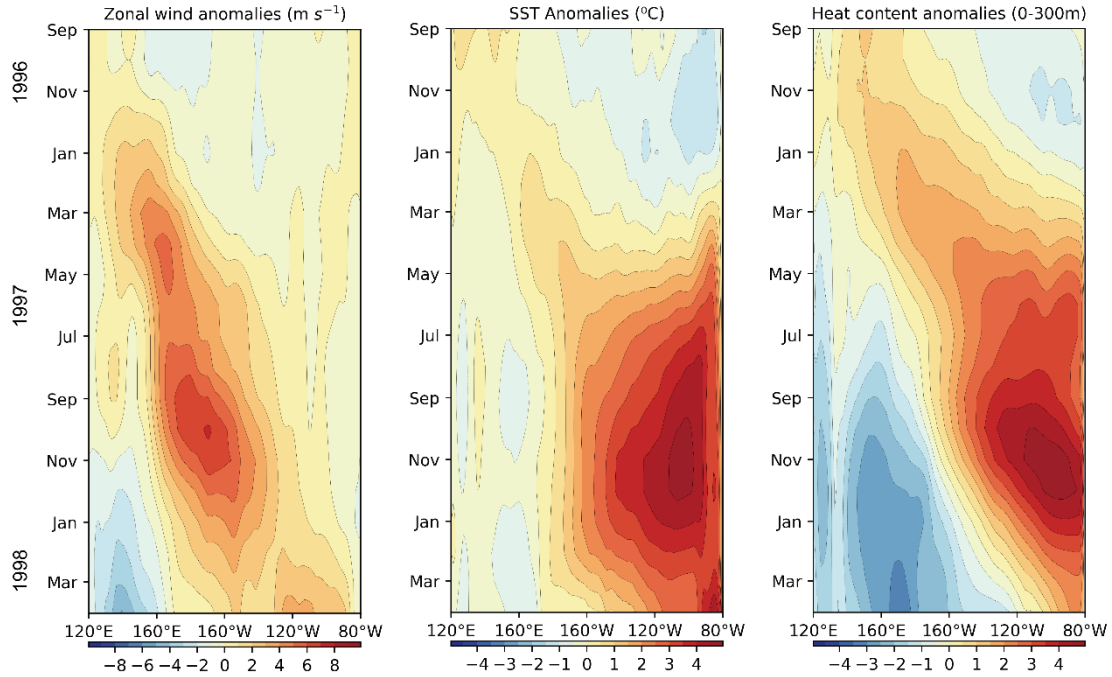 Zonal wind anomalies (m s⁻¹)
SST Anomalies (°C)
Heat content anomalies (0-300m)
1996
1997
1998
Sep
Nov
Jan
Mar
May
Jul
Sep
Nov
Jan
Mar
120°E 160°E 160°W 120°W 80°W
−8 −6 −4 −2 0 2 4 6 8
Sep
Nov
Jan
Mar
May
Jul
Sep
Nov
Jan
Mar
120°E 160°E 160°W 120°W 80°W
−4 −3 −2 −1 0 1 2 3 4
Sep
Nov
Jan
Mar
May
Jul
Sep
Nov
Jan
Mar
120°E 160°E 160°W 120°W 80°W
−4 −3 −2 −1 0 1 2 3 4